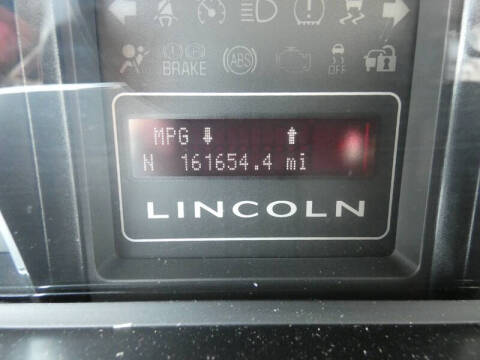 BRAKE
ABS
OFF
MPG
N 161654.4 mi
LINCOLN